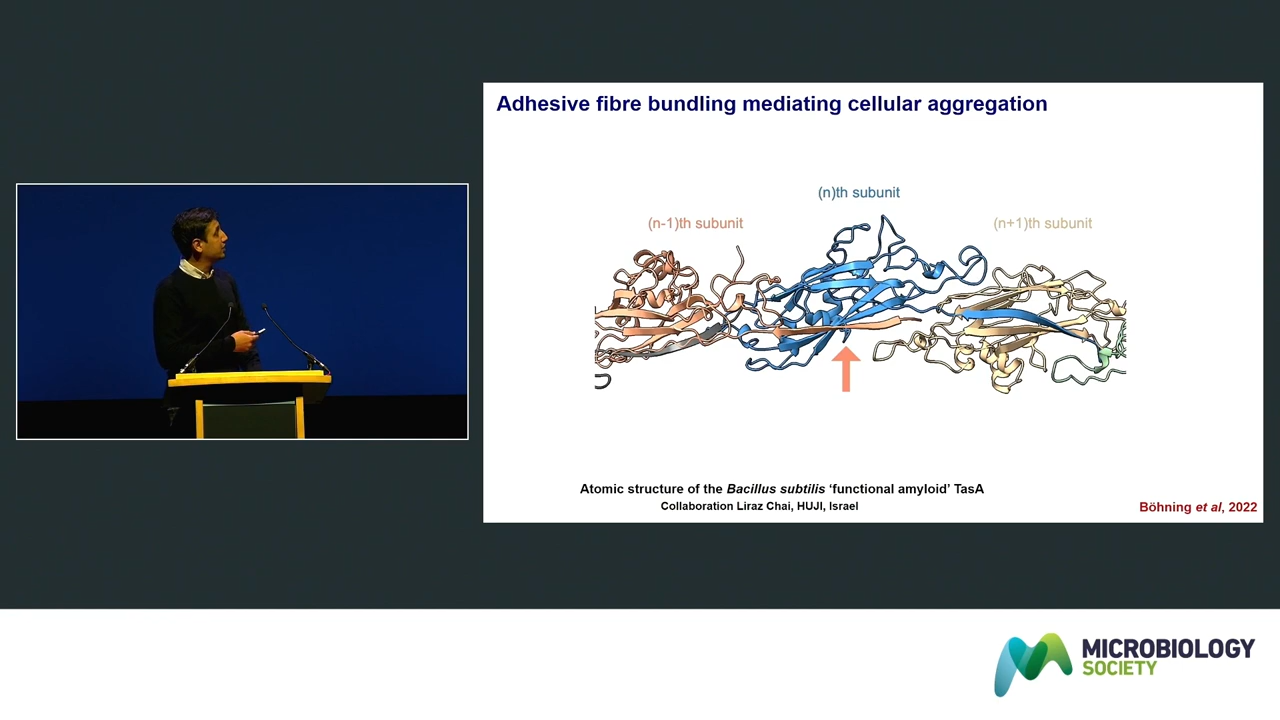 Adhesive fibre bundling mediating cellular aggregation
(n)th subunit
(n-1)th subunit
(n+1)th subunit
Atomic structure of the Bacillus subtilis ‘functional amyloid’ TasA
Collaboration Liraz Chai, HUJI, Israel
Böhning et al, 2022
MICROBIOLOGY
SOCIETY